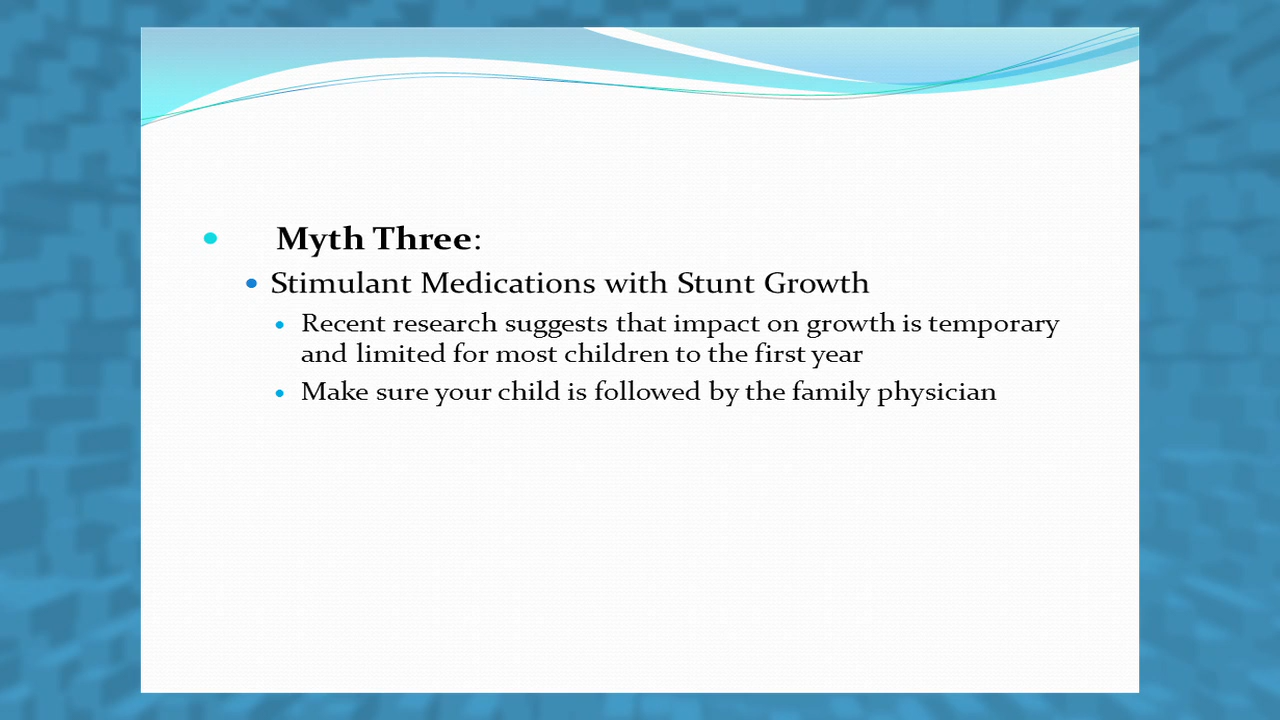 Myth Three:
Stimulant Medications with Stunt Growth
Recent research suggests that impact on growth is temporary
and limited for most children to the first year
Make sure your child is followed by the family physician